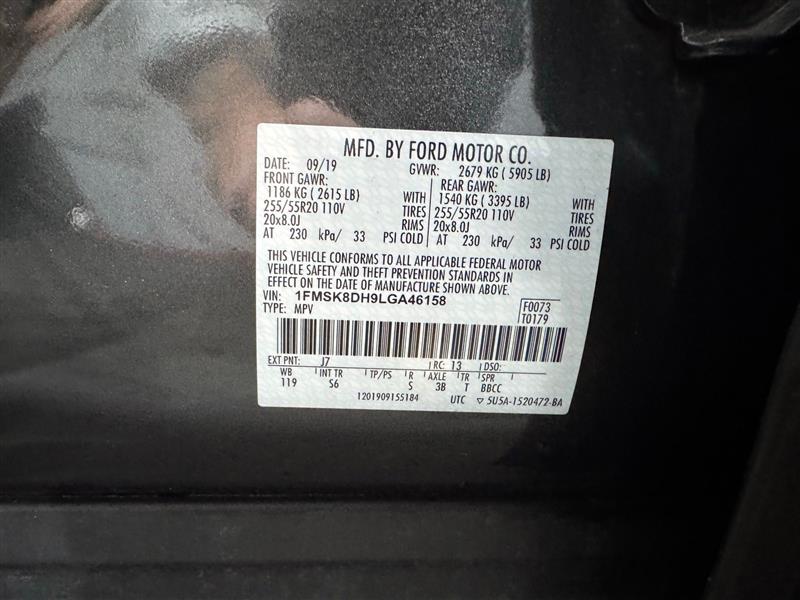 MFD. BY FORD MOTOR CO.
DATE: 09/19 GVWR: 2679 KG ( 5905 LB)
FRONT GAWR: REAR GAWR:
1186 KG ( 2615 LB) WITH 1540 KG ( 3395 LB) WITH
255/55R20 110V TIRES 255/55R20 110V TIRES
20x8.0J RIMS 20x8.0J RIMS
AT 230 kPa/ 33 PSI COLD AT 230 kPa/ 33 PSI COLD
THIS VEHICLE CONFORMS TO ALL APPLICABLE FEDERAL MOTOR
VEHICLE SAFETY AND THEFT PREVENTION STANDARDS IN
EFFECT ON THE DATE OF MANUFACTURE SHOWN ABOVE.
VIN: 1FMSK8DH9LGA46158 F0073
TYPE: MPV T0179
EXT PNT: J7 RC: 13 DSO:
WB INT TR TP/PS R AXLE TR SPR
119 S6 S 3B T BBCC
1201909155184 UTC ▽ 5U5A-1520472-BA